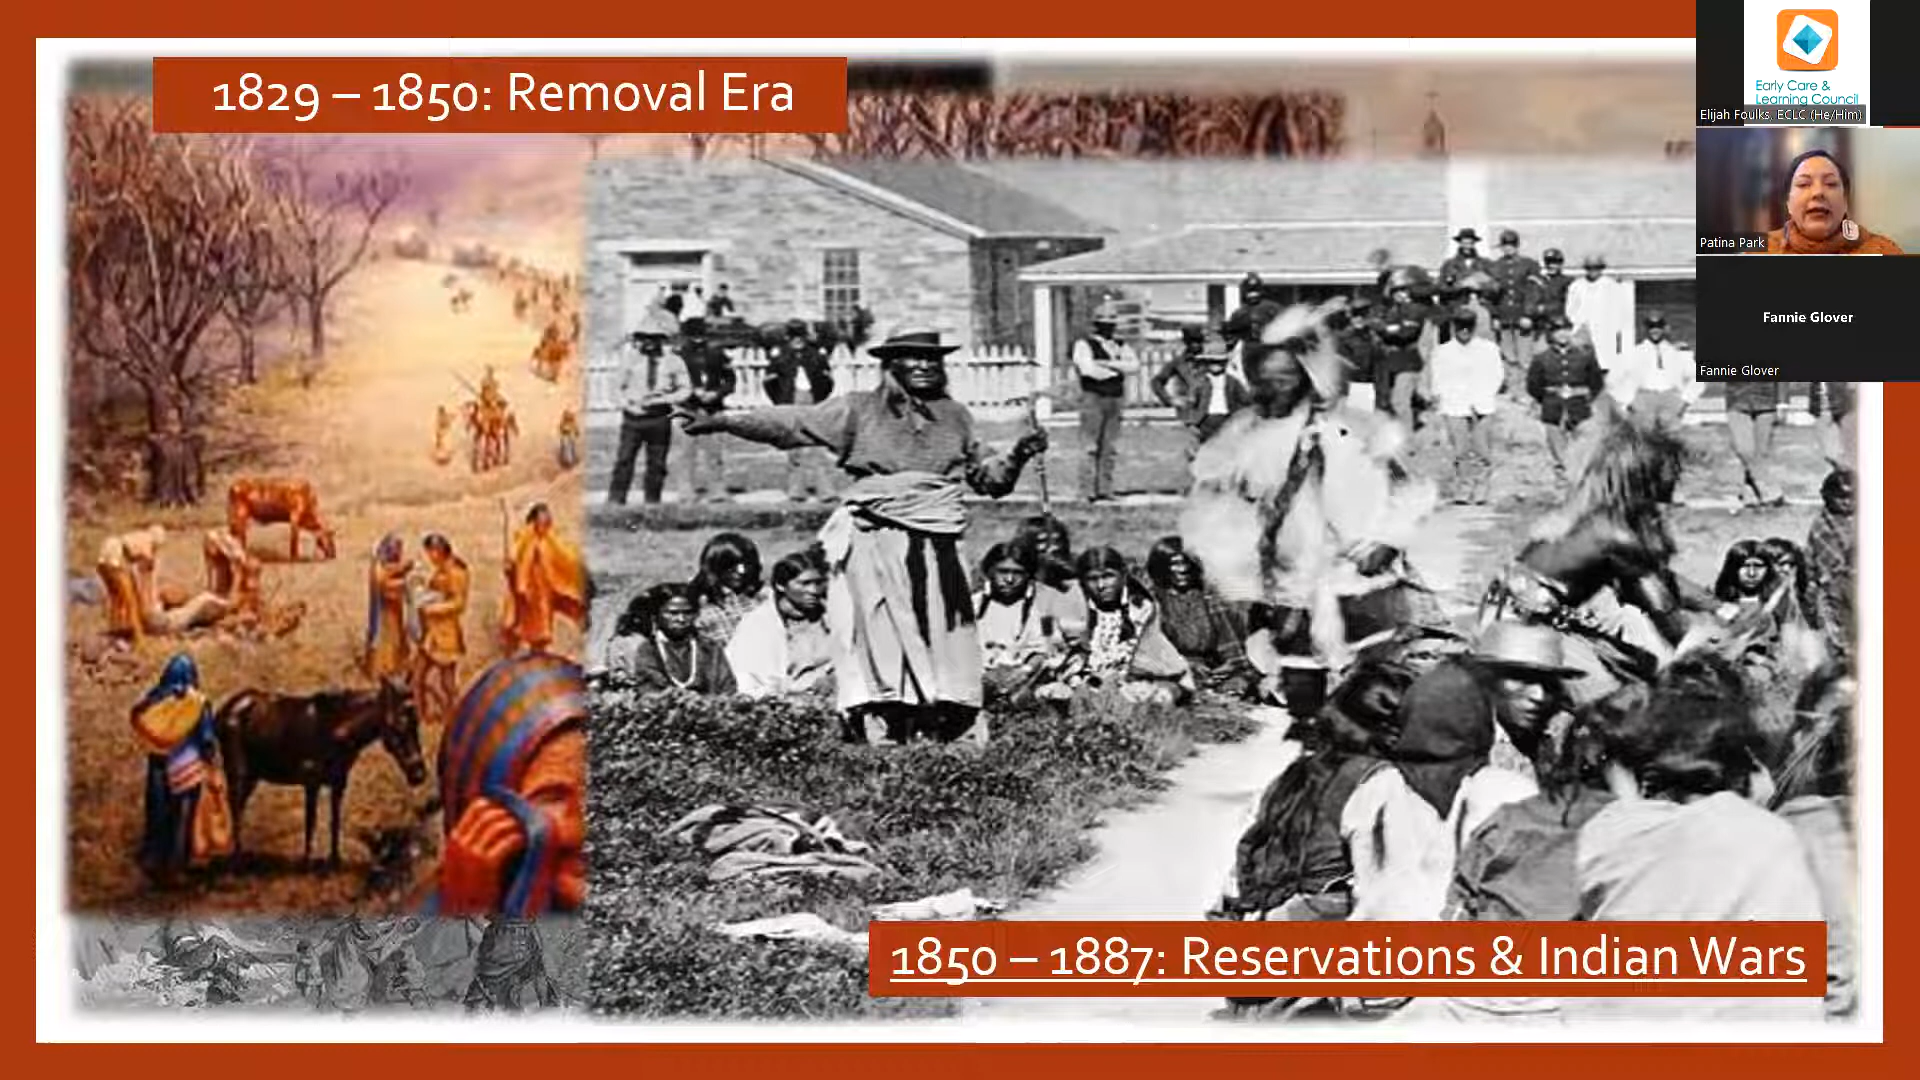 1829 – 1850: Removal Era
1850 – 1887: Reservations & Indian Wars
Early Care &
Learning Council
Elijah Foulks, ECLC (He/Him)
Patina Park
Fannie Glover
Fannie Glover